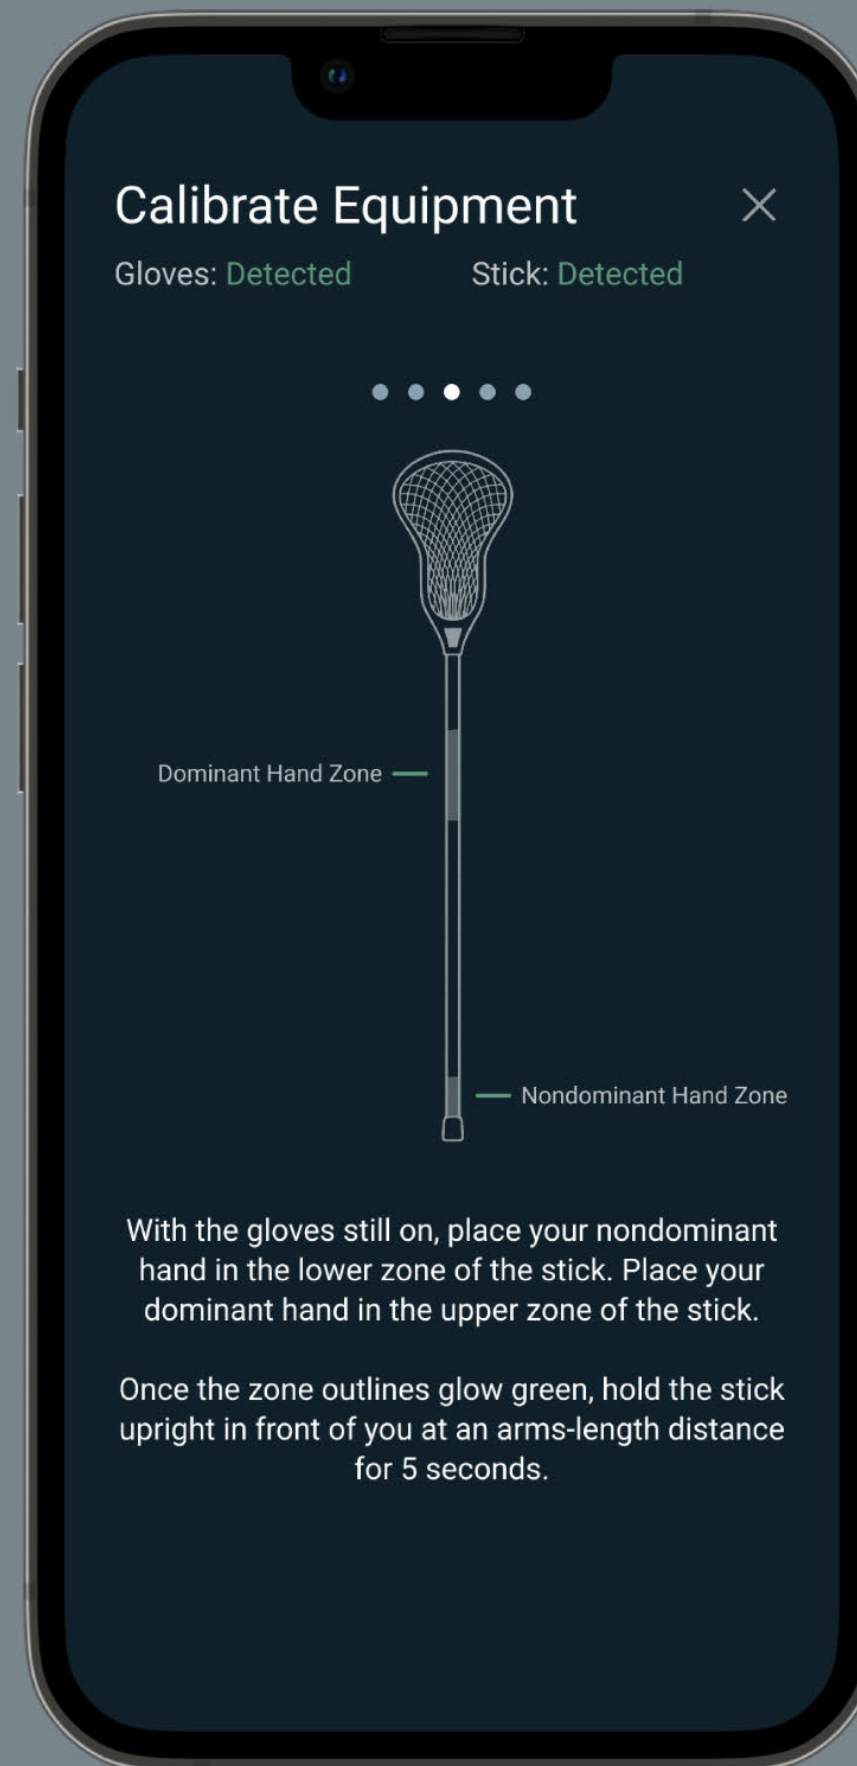 Calibrate Equipment
Gloves: Detected Stick: Detected
Dominant Hand Zone
Nondominant Hand Zone
With the gloves still on, place your nondominant
hand in the lower zone of the stick. Place your
dominant hand in the upper zone of the stick.
Once the zone outlines glow green, hold the stick
upright in front of you at an arms-length distance
for 5 seconds.